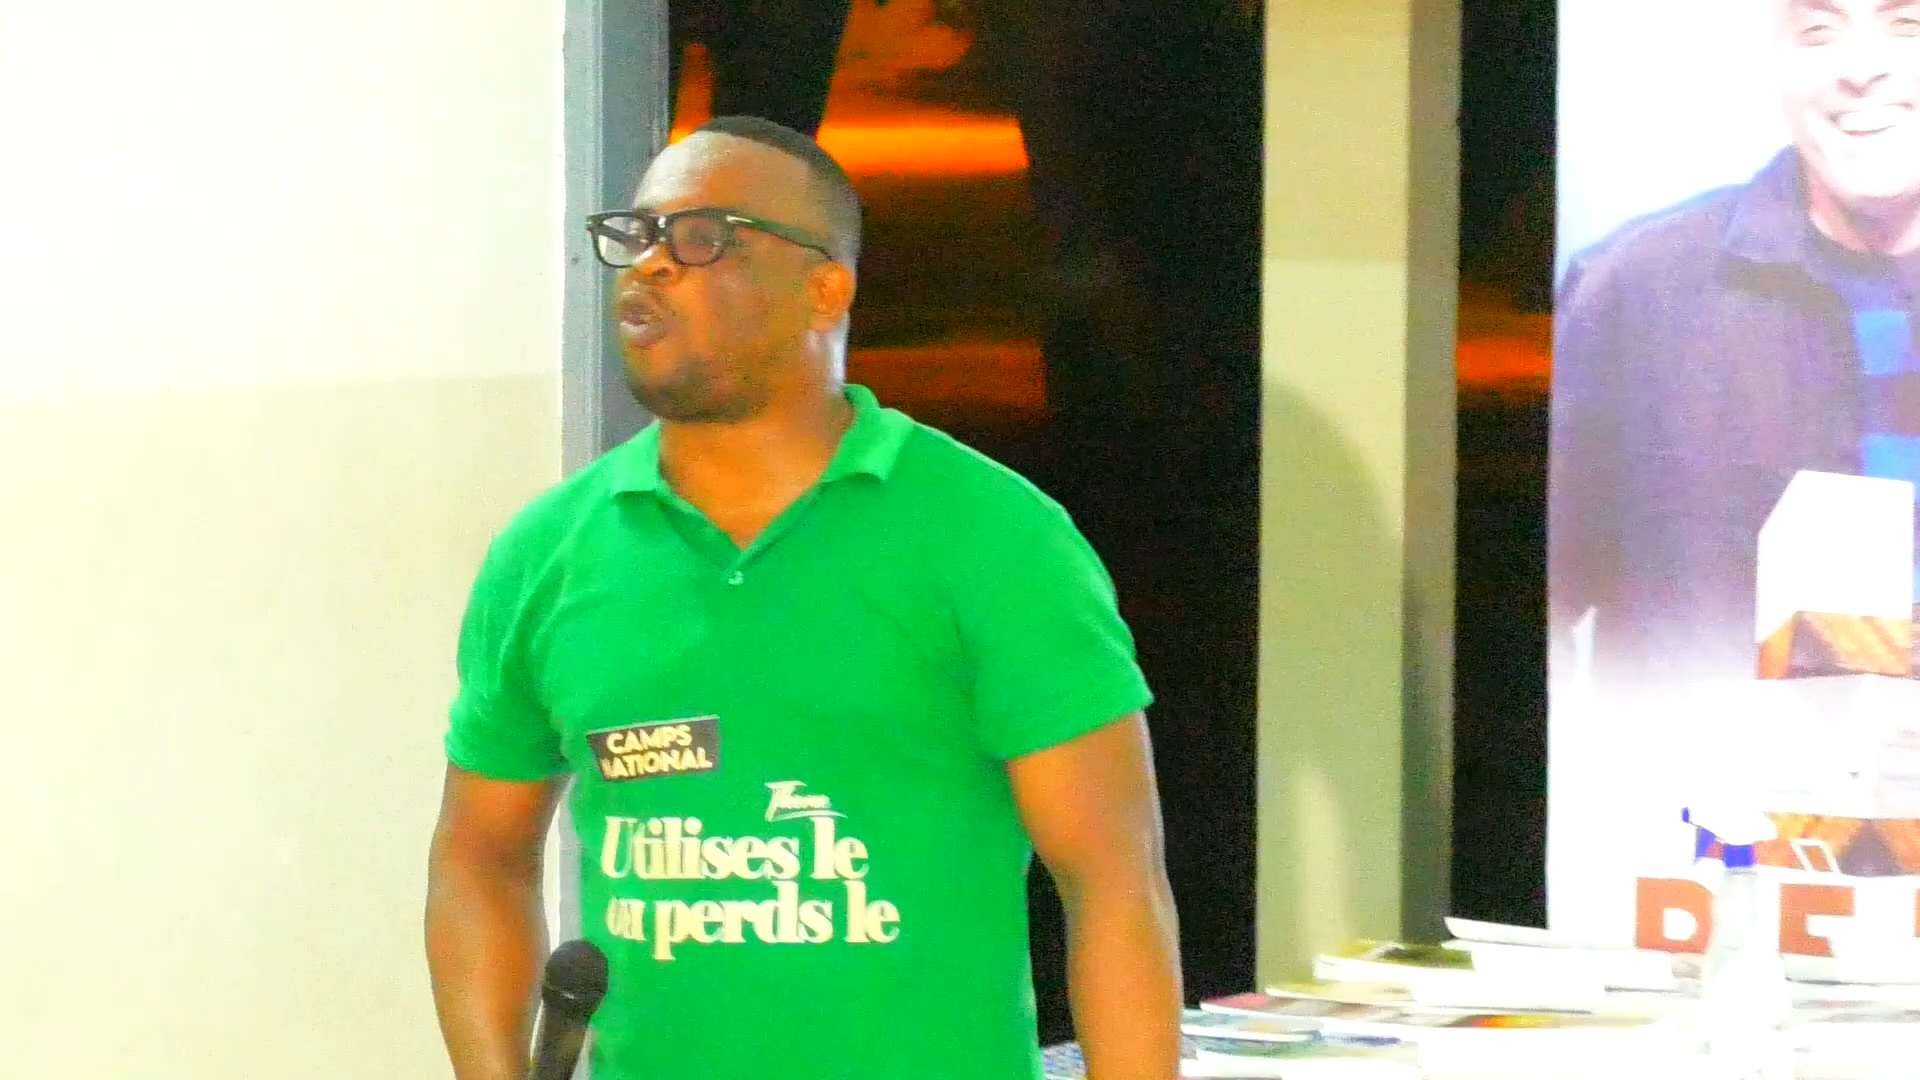 CAMPS
NATIONAL
Thème
Utilises le
ou perds le